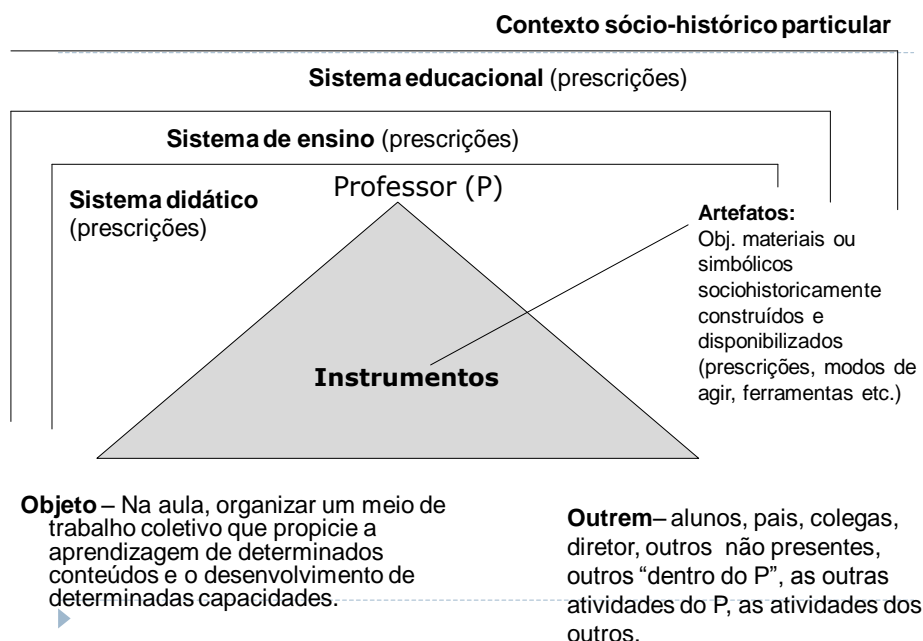 Contexto sócio-histórico particular
Sistema educacional (prescrições)
Sistema de ensino (prescrições)
Sistema didático
(prescrições)
Professor (P)
Artefatos:
Obj. materiais ou
simbólicos
sociohistoricamente
construídos e
disponibilizados
(prescrições, modos de
agir, ferramentas etc.)
Instrumentos
Objeto – Na aula, organizar um meio de
trabalho coletivo que propicie a
aprendizagem de determinados
conteúdos e o desenvolvimento de
determinadas capacidades.
Outrem– alunos, pais, colegas,
diretor, outros não presentes,
outros “dentro do P”, as outras
atividades do P, as atividades dos
outros.